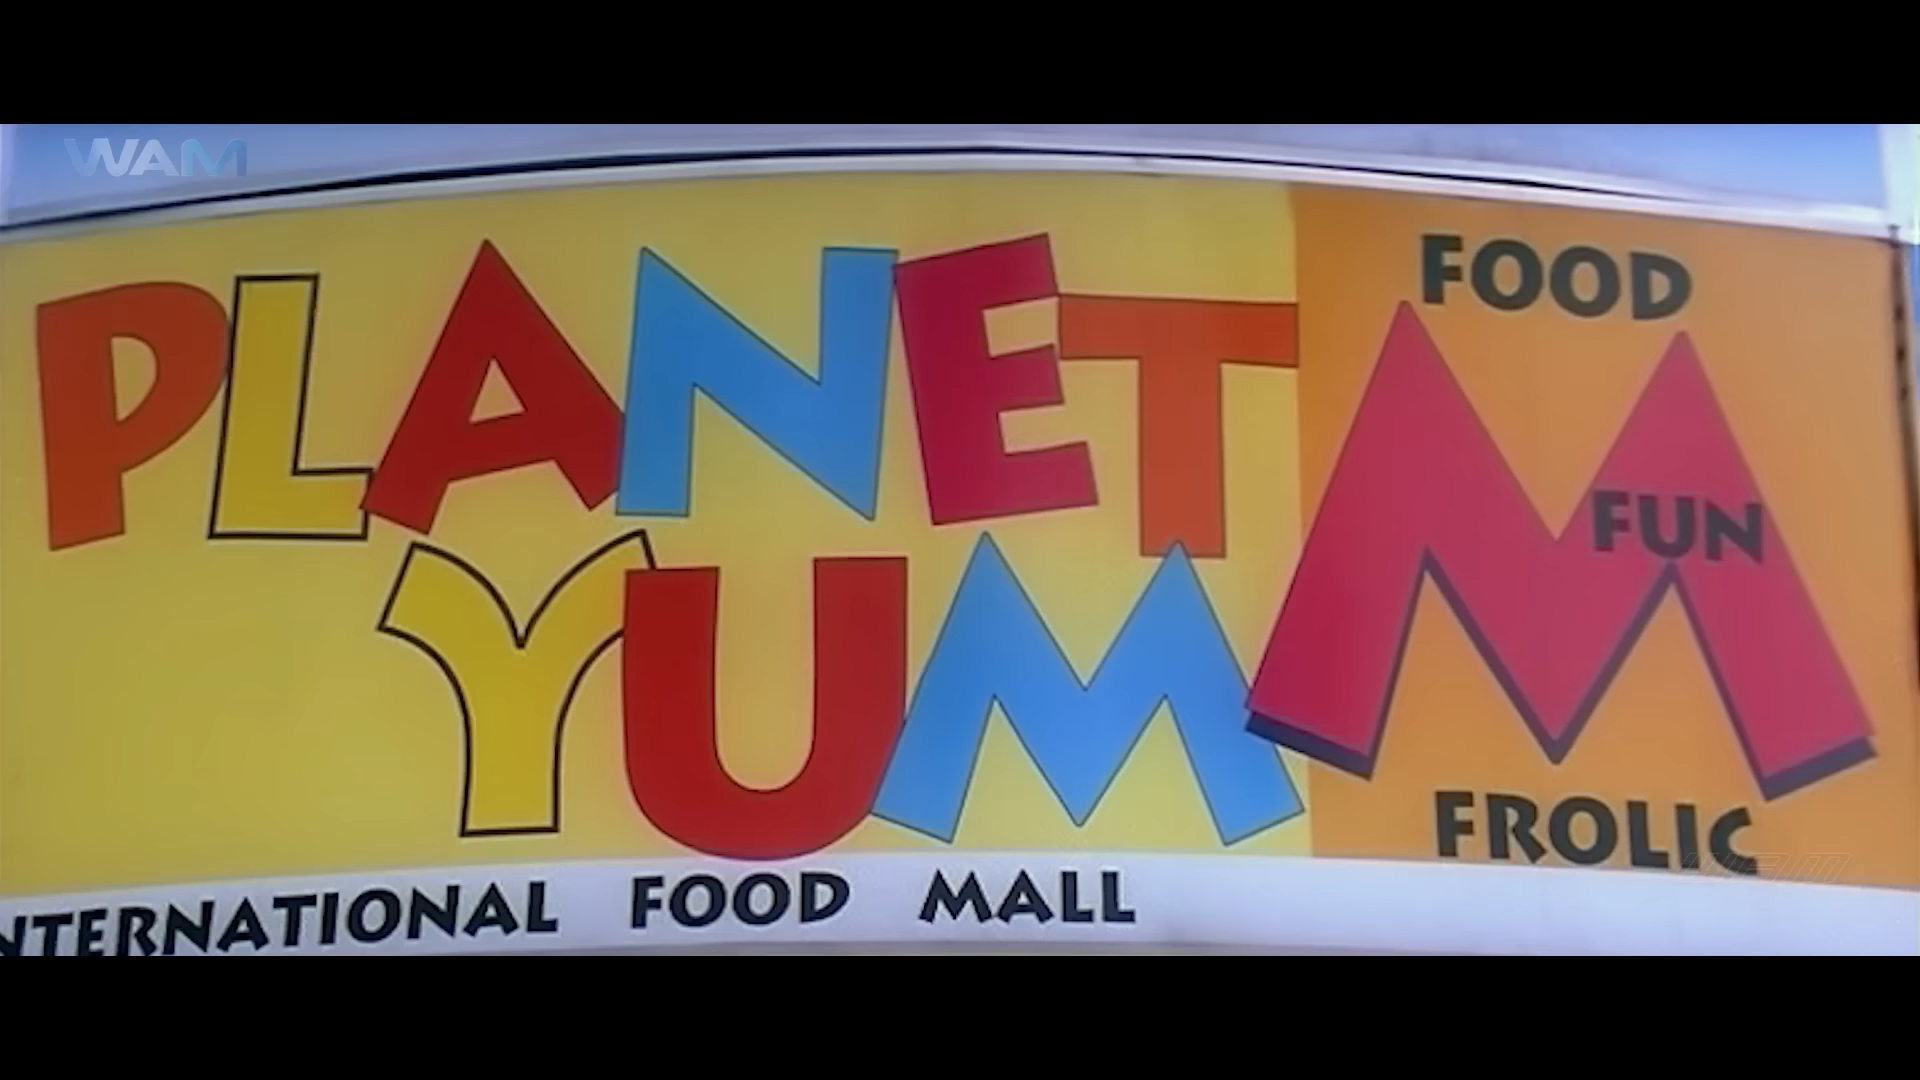 WAM
PLANET
YUM
M
FOOD
FUN
FROLIC
NTERNATIONAL FOOD MALL